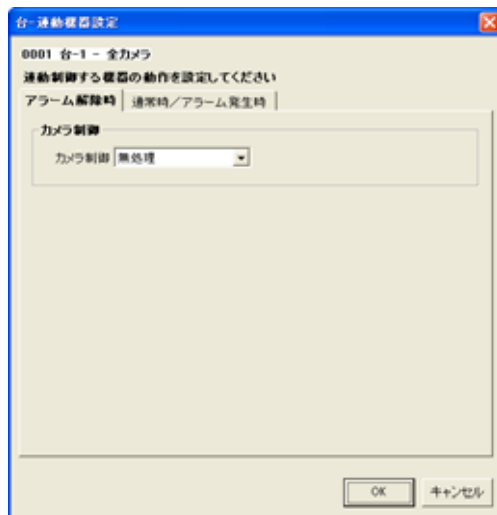 台-連動機器設定
0001 台-1 - 全カメラ
連動制御する機器の動作を設定してください
アラーム解除時 通常時／アラーム発生時
カメラ制御
カメラ制御 無処理
OK キャンセル